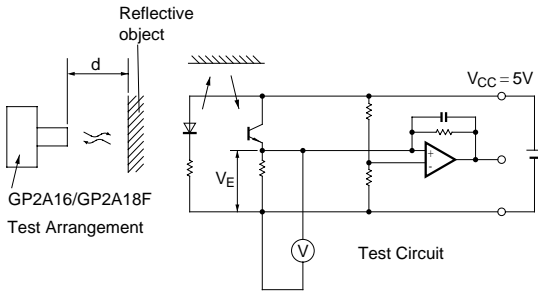 Reflective
object
d
GP2A16/GP2A18F
Test Arrangement
VCC = 5V
+
-
VE
V
Test Circuit